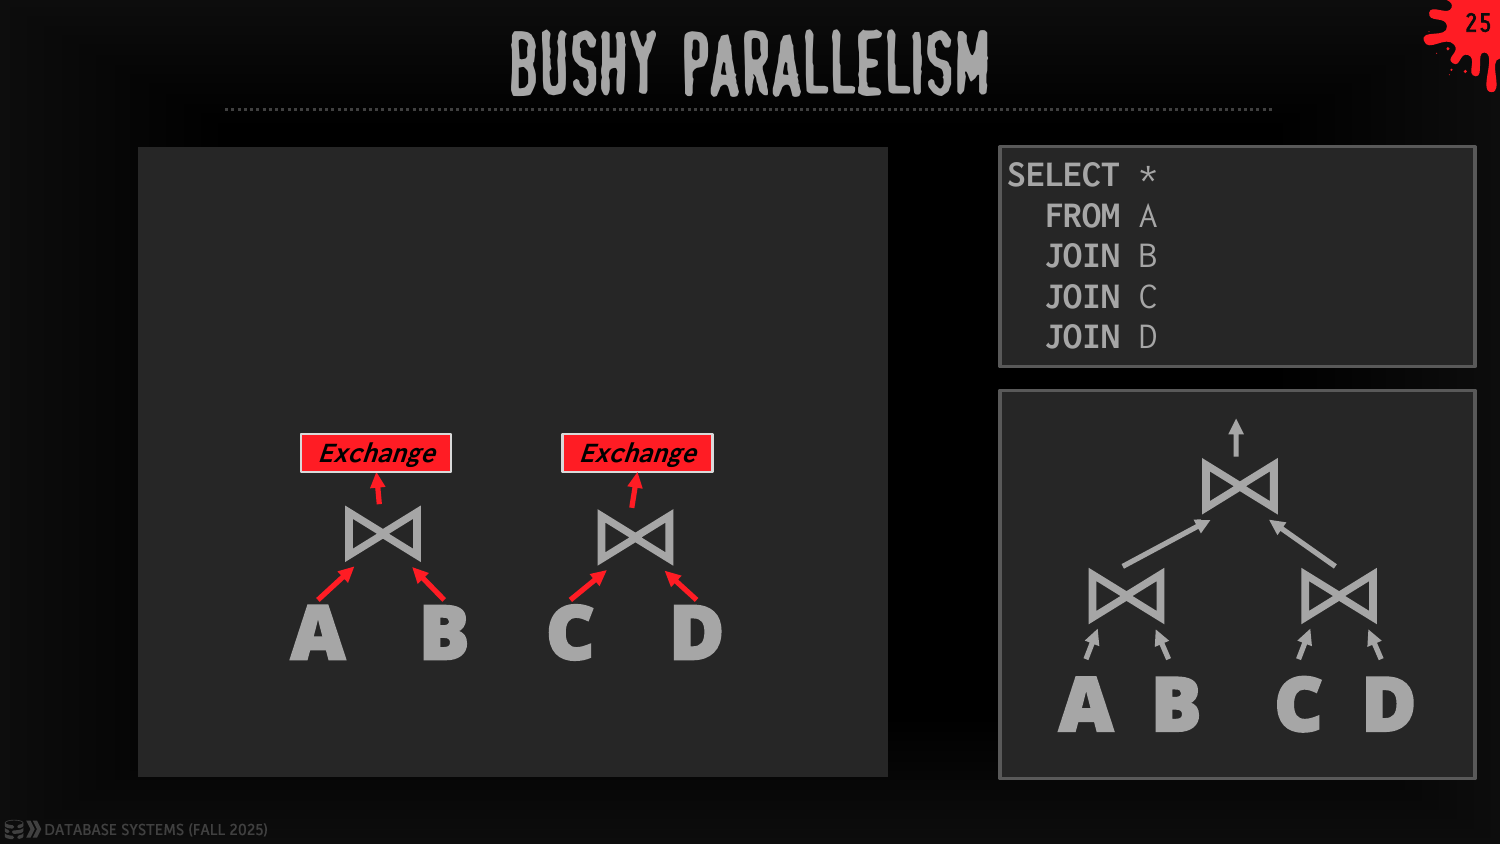 BUSHY PARALLELISM
25
SELECT *
FROM A
JOIN B
JOIN C
JOIN D
Exchange Exchange
A B C D
A B C D
DATABASE SYSTEMS (FALL 2025)